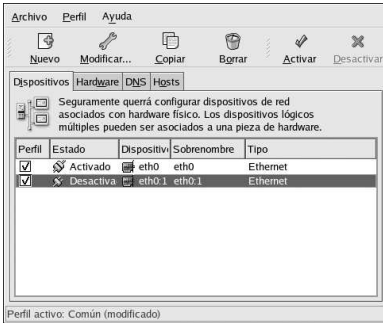 Archivo Perfil Ayuda
Nuevo Modificar... Copiar Borrar Activar Desactivar
Dispositivos Hardware DNS Hosts
Seguramente querrá configurar dispositivos de red
asociados con hardware físico. Los dispositivos lógicos
múltiples pueden ser asociados a una pieza de hardware.
Perfil Estado Dispositivo Sobrenombre Tipo
Activado eth0 eth0 Ethernet
Desactiva eth0:1 eth0:1 Ethernet
Perfil activo: Común (modificado)